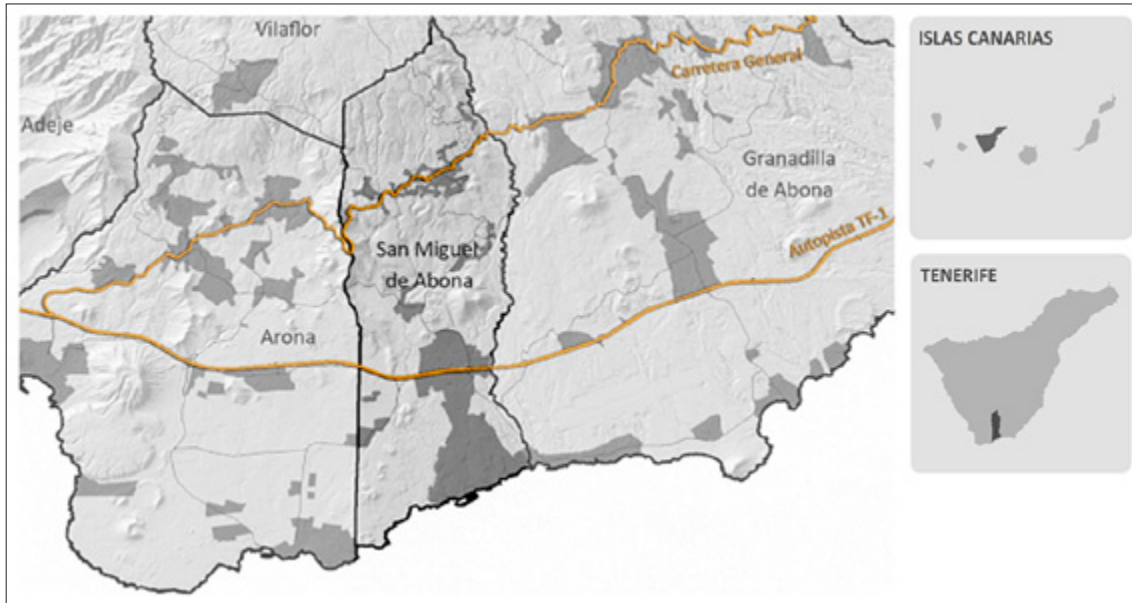 Vilaflor
Carretera General
Adeje
Granadilla
de Abona
Autopista TF-1
San Miguel
de Abona
Arona
ISLAS CANARIAS
TENERIFE